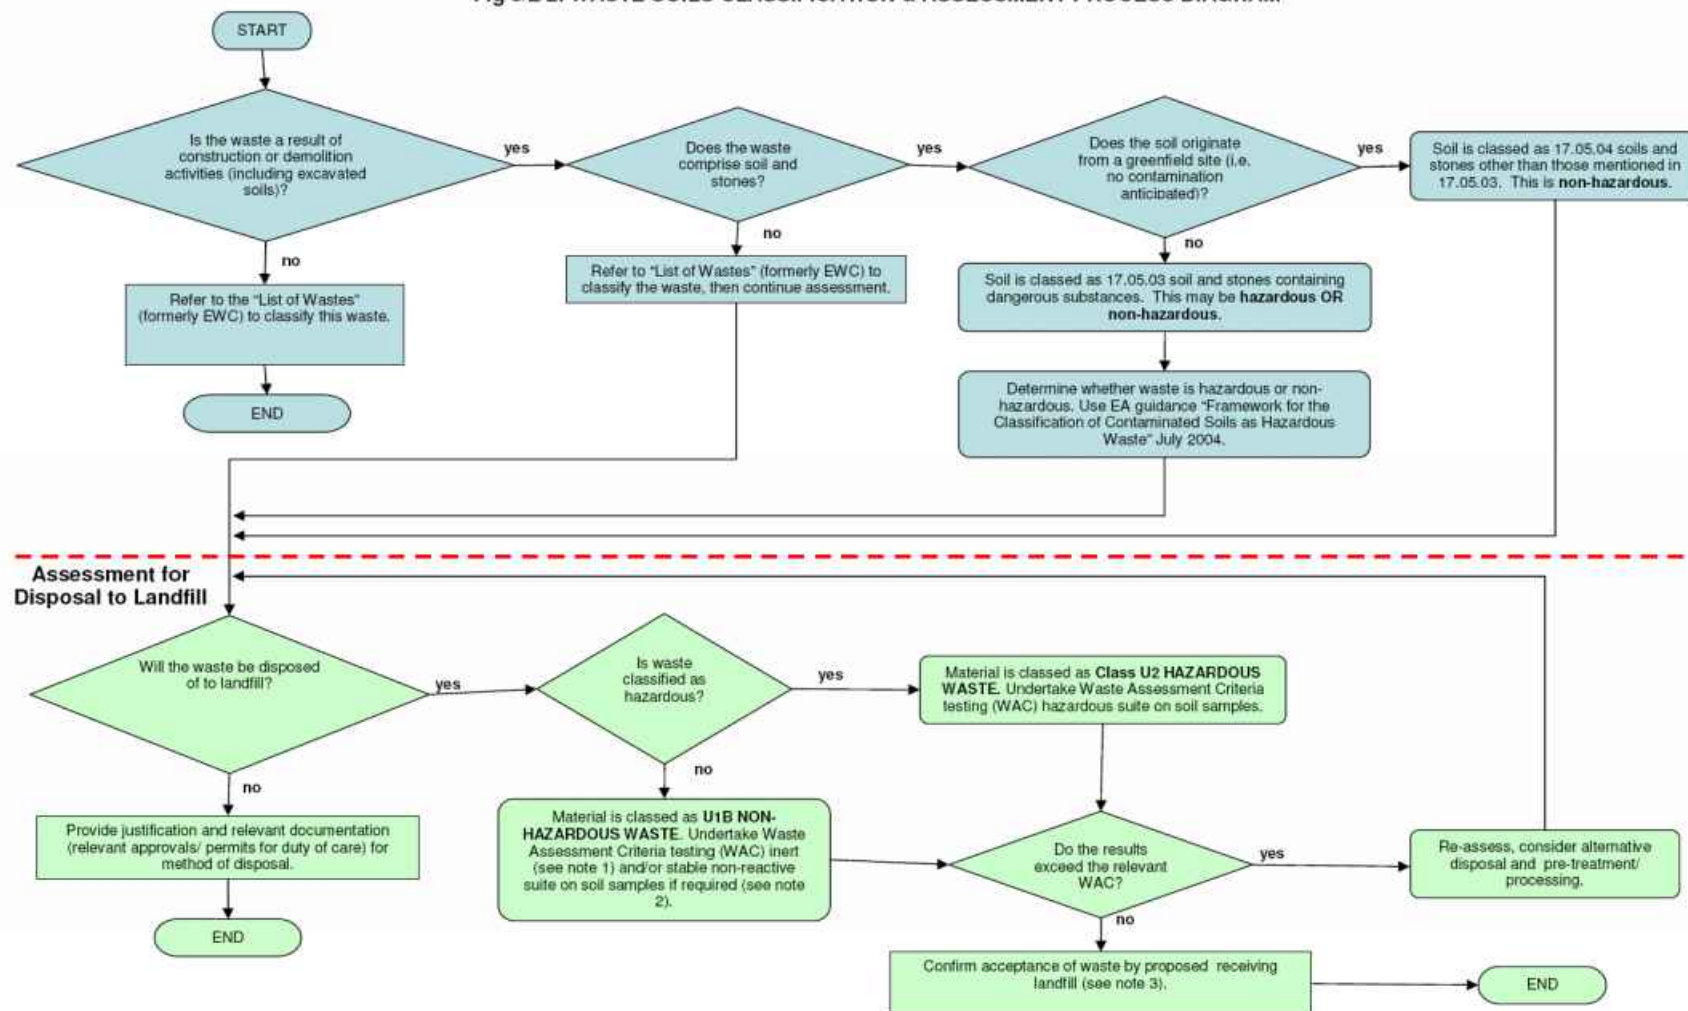 START
Is the waste a result of
construction or demolition
activities (including excavated
soils)?
yes
Does the waste
comprise soil and
stones?
yes
Does the soil originate
from a greenfield site (i.e.
no contamination
anticipated)?
yes
Soil is classed as 17.05.04 soils and
stones other than those mentioned in
17.05.03. This is non-hazardous.
no
Refer to the "List of Wastes"
(formerly EWC) to classify this waste.
END
no
Refer to "List of Wastes" (formerly EWC) to
classify the waste, then continue assessment.
no
Soil is classed as 17.05.03 soil and stones containing
dangerous substances. This may be hazardous OR
non-hazardous.
Determine whether waste is hazardous or non-
hazardous. Use EA guidance "Framework for the
Classification of Contaminated Soils as Hazardous
Waste" July 2004.
Assessment for
Disposal to Landfill
Will the waste be disposed
of to landfill?
yes
Is waste
classified as
hazardous?
yes
Material is classed as Class U2 HAZARDOUS
WASTE. Undertake Waste Assessment Criteria
testing (WAC) hazardous suite on soil samples.
no
Provide justification and relevant documentation
(relevant approvals/ permits for duty of care) for
method of disposal.
END
no
Material is classed as U1B NON-
HAZARDOUS WASTE. Undertake Waste
Assessment Criteria testing (WAC) inert
(see note 1) and/or stable non-reactive
suite on soil samples if required (see note
2).
Do the results
exceed the relevant
WAC?
yes
Re-assess, consider alternative
disposal and pre-treatment/
processing.
no
Confirm acceptance of waste by proposed receiving
landfill (see note 3).
END